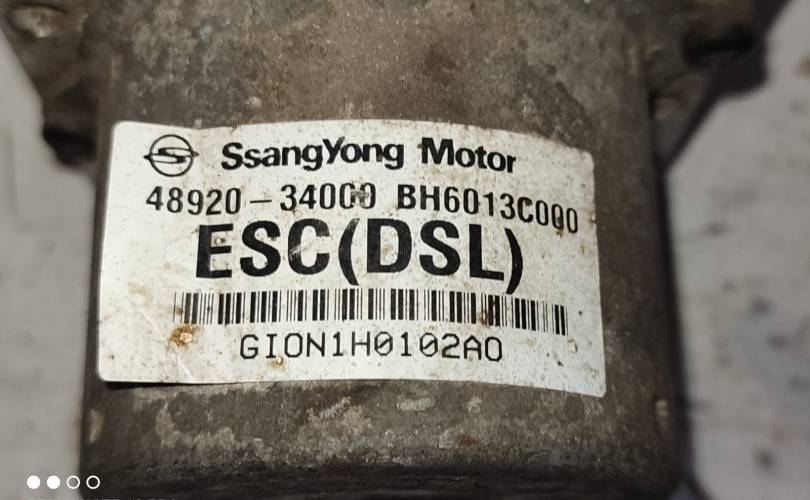 SsangYong Motor
48920-34000 BH6013C000
ESC(DSL)
GION1H0102A0